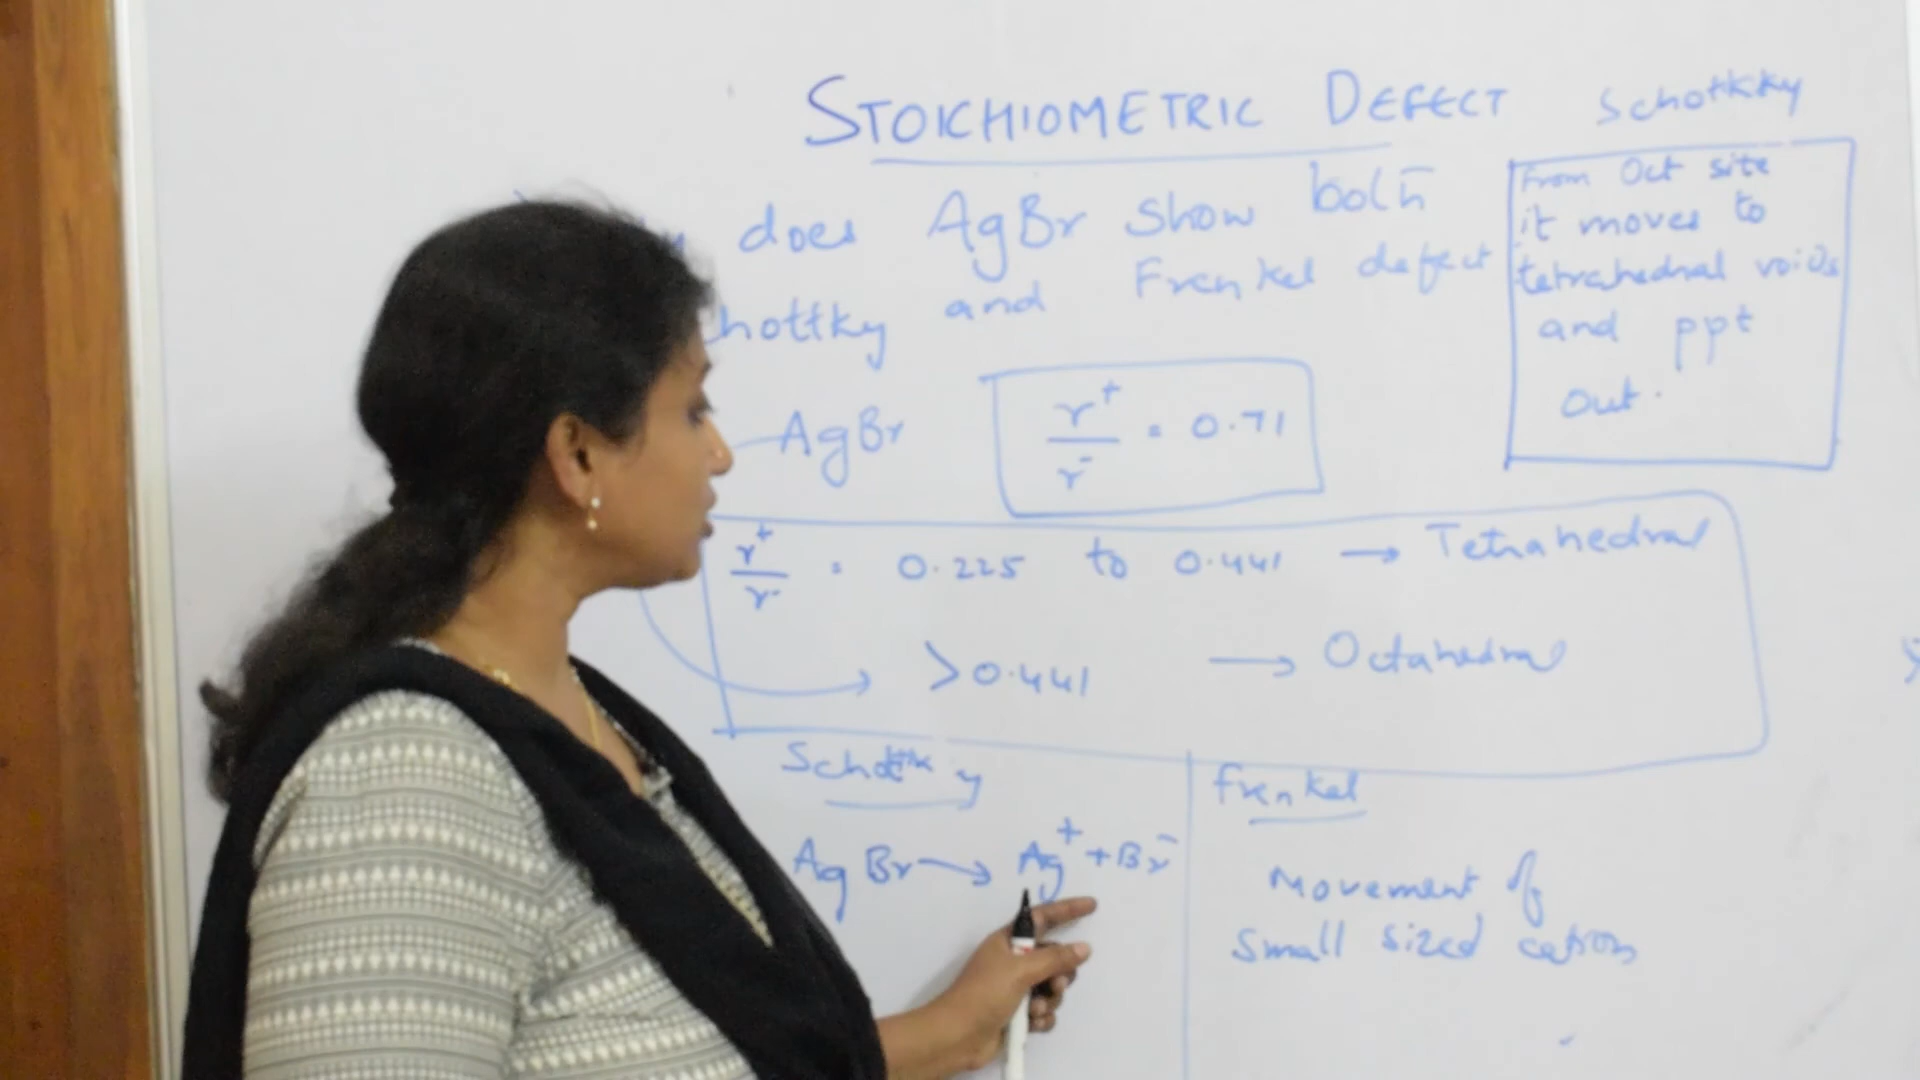 STOICHIOMETRIC DEFECT
Schottky
does AgBr show both
hottky and Frenkel defect
From Oct site
it moves to
tetrahedral voids
and ppt
out.
AgBr
r⁺/r⁻ = 0.71
r⁺/r⁻ = 0.225 to 0.441 → Tetrahedral
> 0.441 → Octahedral
Schottky
AgBr → Ag⁺ + Br⁻
Frenkel
Movement of
small sized cations